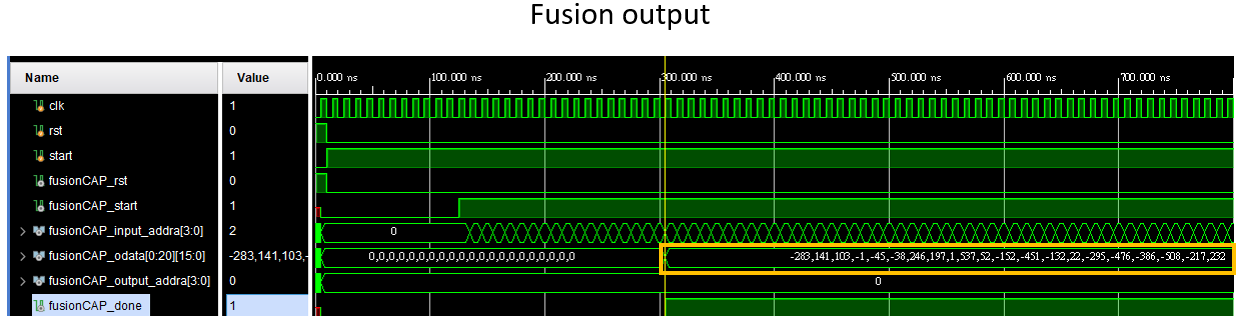 Fusion output
Name Value 0.000 ns 100.000 ns 200.000 ns 300.000 ns 400.000 ns 500.000 ns 600.000 ns 700.000 ns
clk 1
rst 0
start 1
fusionCAP_rst 0
fusionCAP_start 1
fusionCAP_input_addra[3:0] 2 0
fusionCAP_odata[0:20][15:0] -283,141,103,- 0,0,0,0,0,0,0,0,0,0,0,0,0,0,0,0,0,0,0,0,0 -283,141,103,-1,-45,-38,246,197,1,537,52,-152,-451,-132,22,-295,-476,-386,-508,-217,232
fusionCAP_output_addra[3:0] 0 0
fusionCAP_done 1